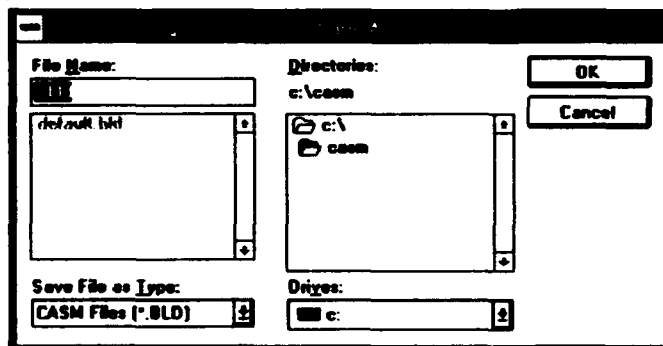 File Name:
Directories:
OK
c:\casm
Cancel
default.bld
c:\
casm
Save File as Type:
Drives:
CASM Files (*.BLD)
c: